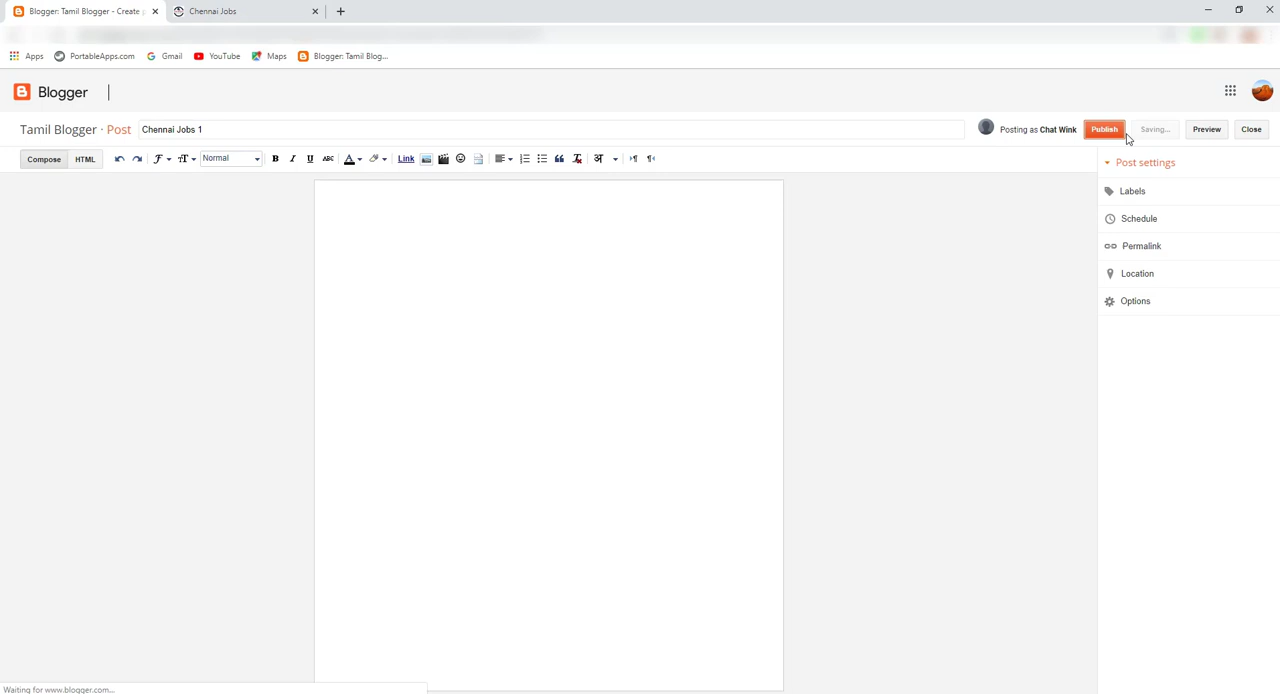 Blogger: Tamil Blogger - Create
Chennai Jobs
Apps PortableApps.com Gmail YouTube Maps Blogger: Tamil Blog...
Blogger
Tamil Blogger · Post Chennai Jobs 1 Posting as Chat Wink Publish Saving... Preview Close
Compose HTML Normal B I U ABC A Link अ
Post settings
Labels
Schedule
Permalink
Location
Options
Waiting for www.blogger.com...